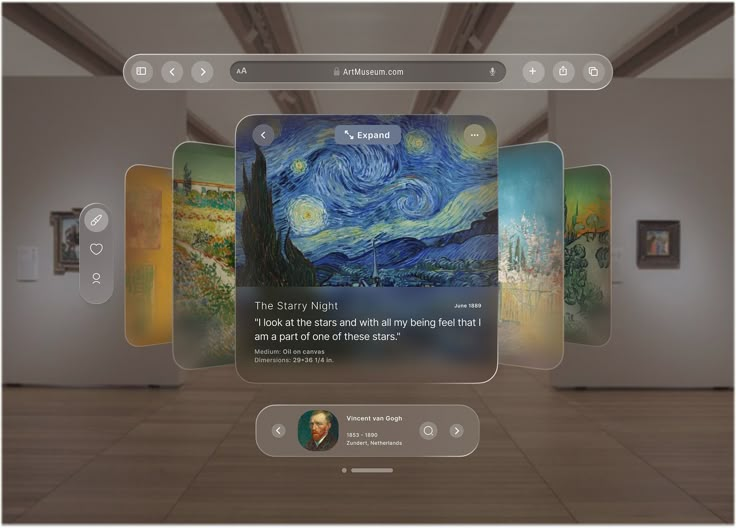 AA
ArtMuseum.com
Expand
The Starry Night
June 1889
"I look at the stars and with all my being feel that I
am a part of one of these stars."
Medium: Oil on canvas
Dimersions: 29×36 1/4 in.
Vincent van Gogh
1853 - 1890
Zundert, Netherlands